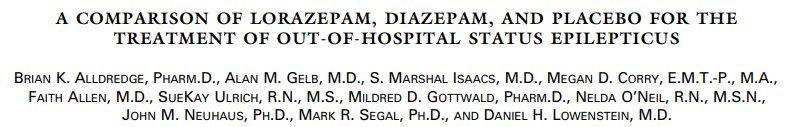 A COMPARISON OF LORAZEPAM, DIAZEPAM, AND PLACEBO FOR THE
TREATMENT OF OUT-OF-HOSPITAL STATUS EPILEPTICUS
BRIAN K. ALLDREDGE, PHARM.D., ALAN M. GELB, M.D., S. MARSHAL ISAACS, M.D., MEGAN D. CORRY, E.M.T.-P., M.A.,
FAITH ALLEN, M.D., SUEKAY ULRICH, R.N., M.S., MILDRED D. GOTTWALD, PHARM.D., NELDA O'NEIL, R.N., M.S.N.,
JOHN M. NEUHAUS, PH.D., MARK R. SEGAL, PH.D., AND DANIEL H. LOWENSTEIN, M.D.